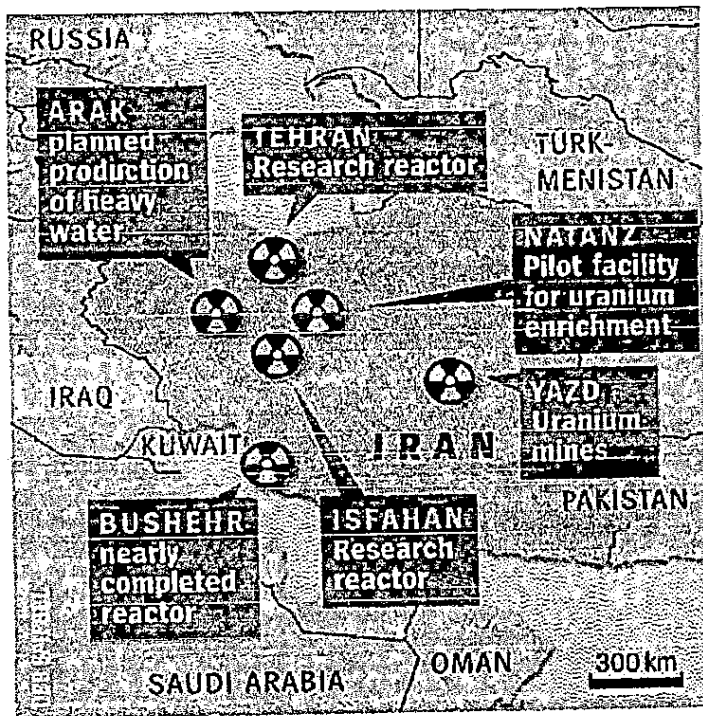 RUSSIA
ARAK
planned
production
of heavy
water
TEHRAN
Research reactor
TURK-
MENISTAN
NATANZ
Pilot facility
for uranium
enrichment
IRAQ
KUWAIT
IRAN
YAZD
Uranium
mines
PAKISTAN
BUSHEHR
nearly
completed
reactor
ISFAHAN
Research
reactor
SAUDI ARABIA
OMAN
300 km